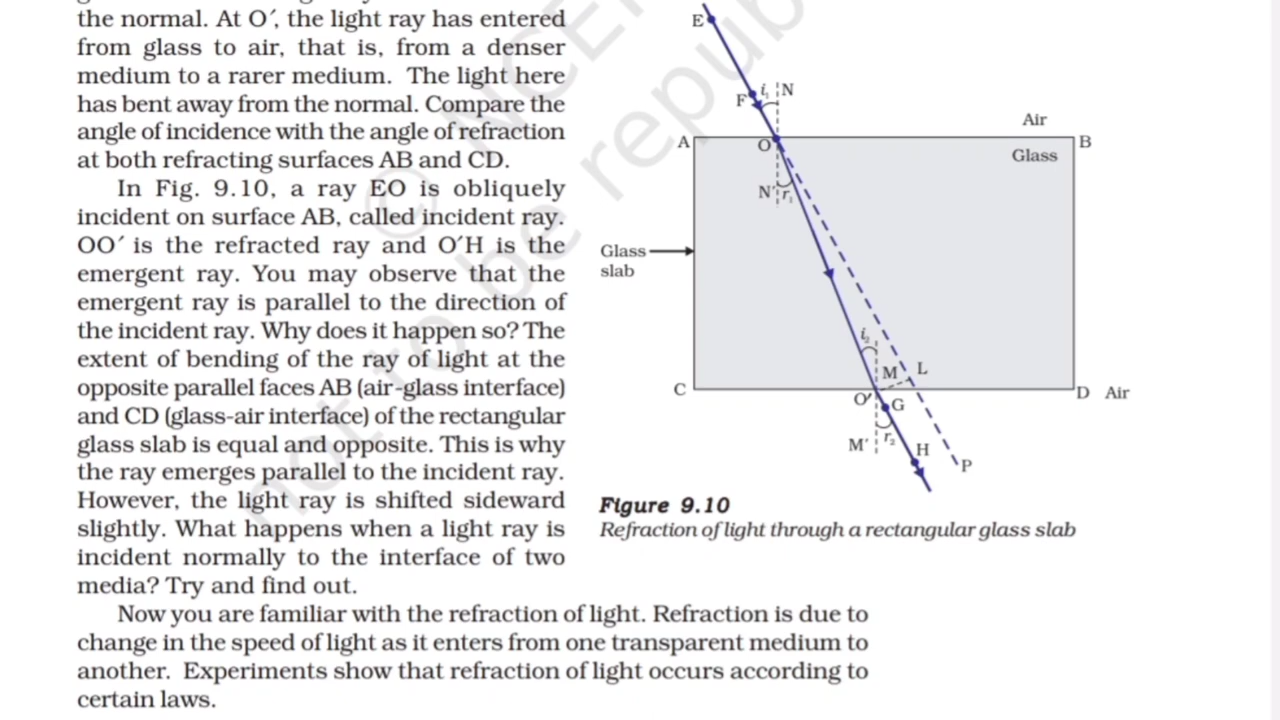 the normal. At O′, the light ray has entered
from glass to air, that is, from a denser
medium to a rarer medium. The light here
has bent away from the normal. Compare the
angle of incidence with the angle of refraction
at both refracting surfaces AB and CD.
In Fig. 9.10, a ray EO is obliquely
incident on surface AB, called incident ray.
OO′ is the refracted ray and O′H is the
emergent ray. You may observe that the
emergent ray is parallel to the direction of
the incident ray. Why does it happen so? The
extent of bending of the ray of light at the
opposite parallel faces AB (air-glass interface)
and CD (glass-air interface) of the rectangular
glass slab is equal and opposite. This is why
the ray emerges parallel to the incident ray.
However, the light ray is shifted sideward
slightly. What happens when a light ray is
incident normally to the interface of two
media? Try and find out.
E
F
i₁
N
Air
A
O
B
Glass
N′
r₁
Glass
slab
i₂
M
L
C
D
Air
O′
G
M′
r₂
H
P
Figure 9.10
Refraction of light through a rectangular glass slab
Now you are familiar with the refraction of light. Refraction is due to
change in the speed of light as it enters from one transparent medium to
another. Experiments show that refraction of light occurs according to
certain laws.
not to be repub